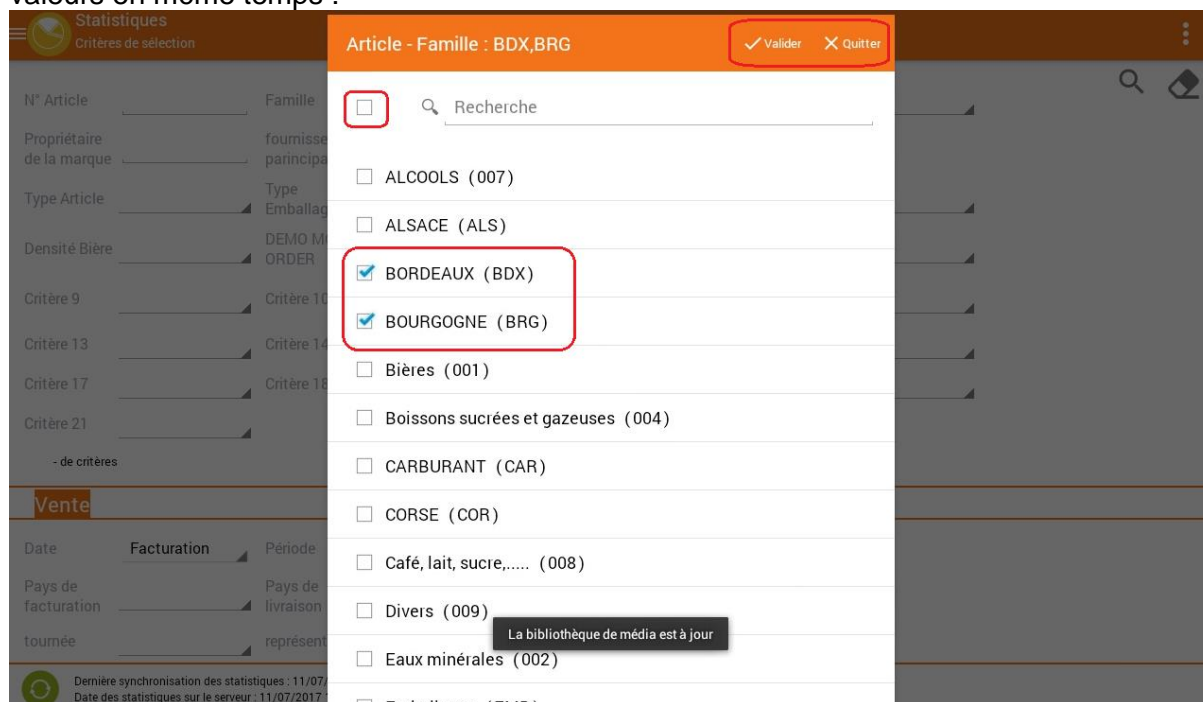 valeurs en même temps :
Statistiques
Critères de sélection
Article - Famille : BDX,BRG
Valider
Quitter
N° Article
Famille
Recherche
Propriétaire
de la marque
fournisse
parincipa
Type Article
Type
Emballag
ALCOOLS (007)
ALSACE (ALS)
Densité Bière
DEMO M
ORDER
BORDEAUX (BDX)
Critère 9
Critère 10
BOURGOGNE (BRG)
Critère 13
Critère 14
Bières (001)
Critère 17
Critère 18
Boissons sucrées et gazeuses (004)
Critère 21
- de critères
CARBURANT (CAR)
Vente
CORSE (COR)
Date
Facturation
Période
Café, lait, sucre,..... (008)
Pays de
facturation
Pays de
livraison
Divers (009)
La bibliothèque de média est à jour
tournée
représent
Eaux minérales (002)
Dernière synchronisation des statistiques : 11/07/
Date des statistiques sur le serveur : 11/07/2017